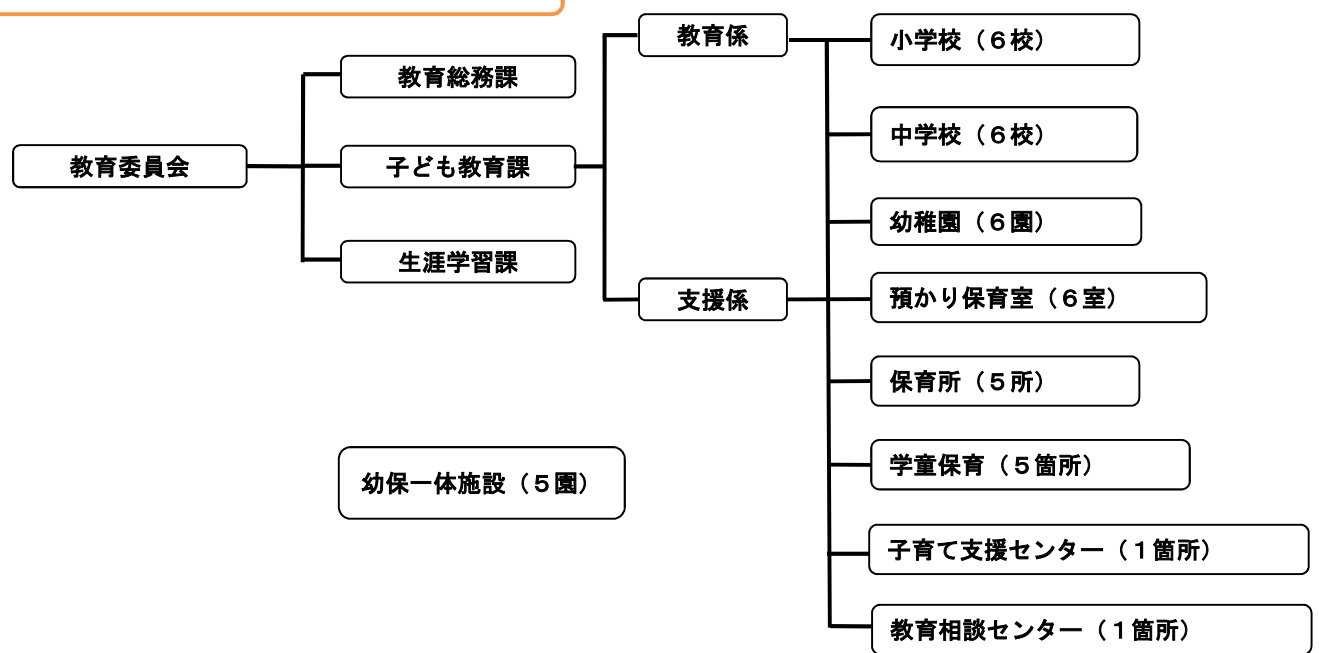 教育委員会
教育総務課
子ども教育課
生涯学習課
教育係
支援係
小学校（６校）
中学校（６校）
幼稚園（６園）
預かり保育室（６室）
保育所（５所）
学童保育（５箇所）
子育て支援センター（１箇所）
教育相談センター（１箇所）
幼保一体施設（５園）